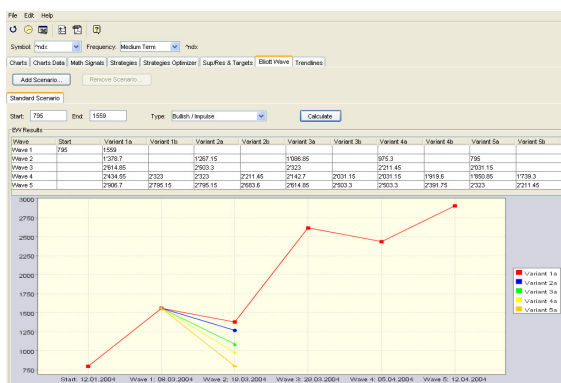 File Edit Help
Symbol: ^ndx Frequency: Medium Term ^ndx
Charts Charts Data Math Signals Strategies Strategies Optimizer Sup/Res & Targets Elliott Wave Trendlines
Add Scenario... Remove Scenario...
Standard Scenario
Start: 795 End: 1559 Type: Bullish / Impulse Calculate
EW Results
Wave Start Variant 1a Variant 1b Variant 2a Variant 2b Variant 3a Variant 3b Variant 4a Variant 4b Variant 5a Variant 5b
Wave 1 795 1559
Wave 2 1'378.7 1'267.15 1'086.85 975.3 795
Wave 3 2'614.85 2'503.3 2'323 2'211.45 2'031.15
Wave 4 2'434.55 2'323 2'323 2'211.45 2'142.7 2'031.15 2'031.15 1'919.6 1'850.85 1'739.3
Wave 5 2'906.7 2'795.15 2'795.15 2'683.6 2'614.85 2'503.3 2'503.3 2'391.75 2'323 2'211.45
3000
2750
2500
2250
2000
1750
1500
1250
1000
750
Start: 12.01.2004 Wave 1: 08.03.2004 Wave 2: 19.03.2004 Wave 3: 29.03.2004 Wave 4: 05.04.2004 Wave 5: 12.04.2004
Variant 1a
Variant 2a
Variant 3a
Variant 4a
Variant 5a